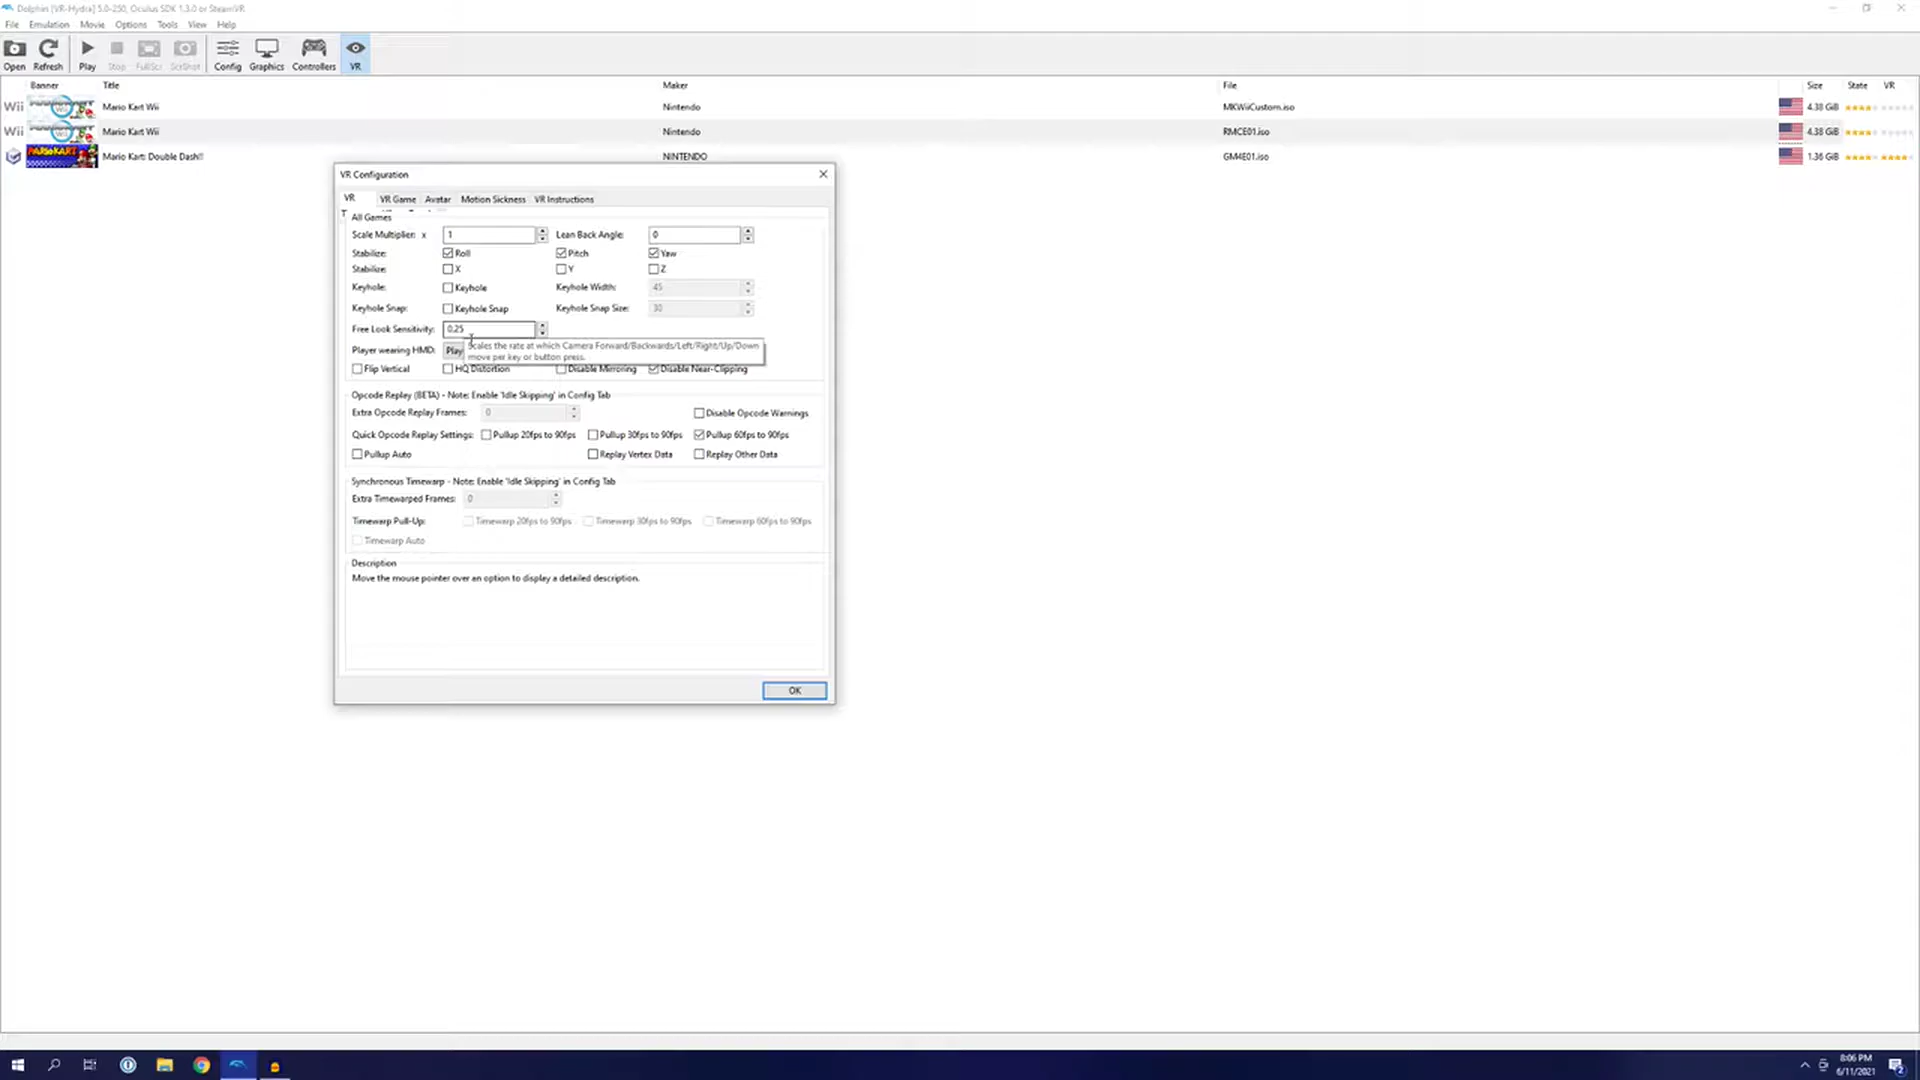 Dolphin [VR-Hydra] 5.0-250, Oculus SDK 1.3.0 or SteamVR
File Emulation Movie Options Tools View Help
Open Refresh Play Stop FullScr ScrShot Config Graphics Controllers VR
Banner Title Maker File Size State VR
Wii Mario Kart Wii Nintendo MKWiiCustom.iso 4.38 GiB
Wii Mario Kart Wii Nintendo RMCE01.iso 4.38 GiB
MARIOKART Mario Kart: Double Dash!! NINTENDO GM4E01.iso 1.36 GiB
VR Configuration
VR VR Game Avatar Motion Sickness VR Instructions
All Games
Scale Multiplier: x 1 Lean Back Angle: 0
Stabilize: Roll Pitch Yaw
Stabilize: X Y Z
Keyhole: Keyhole Keyhole Width: 45
Keyhole Snap: Keyhole Snap Keyhole Snap Size: 30
Free Look Sensitivity: 0.25
Player wearing HMD: Play
Scales the rate at which Camera Forward/Backwards/Left/Right/Up/Down
move per key or button press.
Flip Vertical HQ Distortion Disable Mirroring Disable Near-Clipping
Opcode Replay (BETA) - Note: Enable 'Idle Skipping' in Config Tab
Extra Opcode Replay Frames: 0 Disable Opcode Warnings
Quick Opcode Replay Settings: Pullup 20fps to 90fps Pullup 30fps to 90fps Pullup 60fps to 90fps
Pullup Auto Replay Vertex Data Replay Other Data
Synchronous Timewarp - Note: Enable 'Idle Skipping' in Config Tab
Extra Timewarped Frames: 0
Timewarp Pull-Up: Timewarp 20fps to 90fps Timewarp 30fps to 90fps Timewarp 60fps to 90fps
Timewarp Auto
Description
Move the mouse pointer over an option to display a detailed description.
OK
8:06 PM
6/11/2021
2